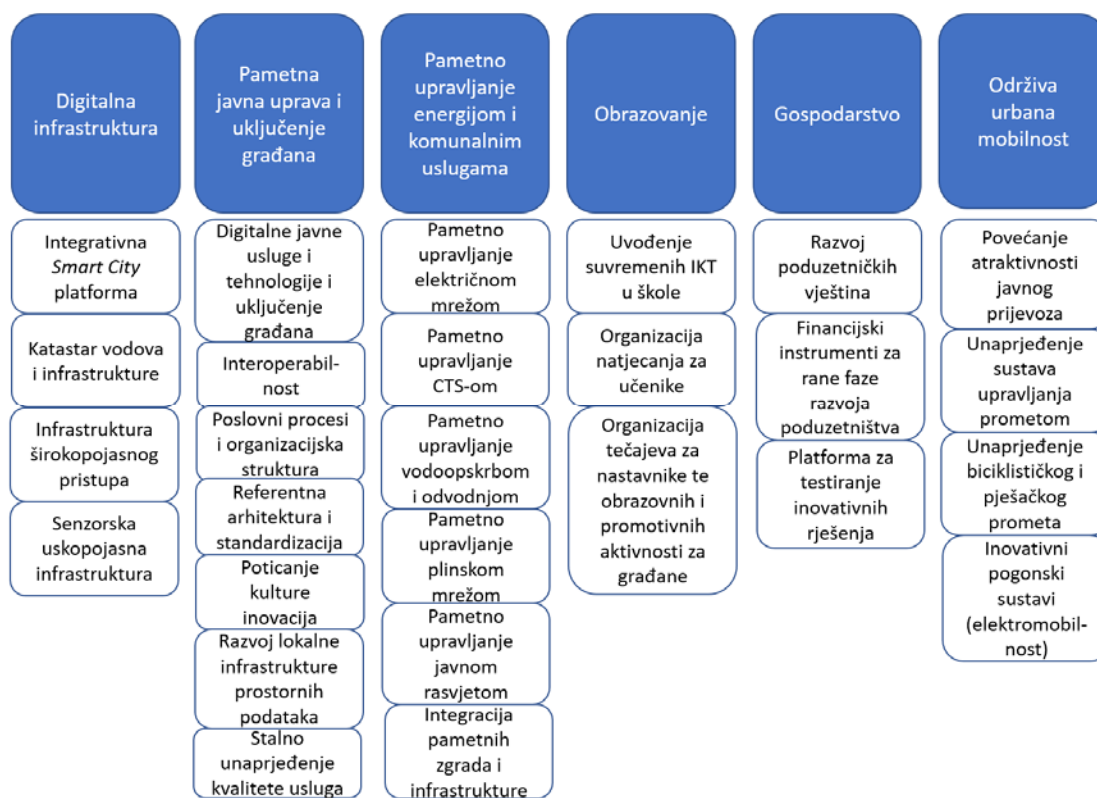 Digitalna
infrastruktura
Integrativna
Smart City
platforma
Katastar vodova
i infrastrukture
Infrastruktura
širokopojasnog
pristupa
Senzorska
uskopojasna
infrastruktura
Pametna
javna uprava i
uključenje
građana
Digitalne javne
usluge i
tehnologije i
uključenje
građana
Interoperabil-
nost
Poslovni procesi
i organizacijska
struktura
Referentna
arhitektura i
standardizacija
Poticanje
kulture
inovacija
Razvoj lokalne
infrastrukture
prostornih
podataka
Stalno
unaprjeđenje
kvalitete usluga
Pametno
upravljanje
energijom i
komunalnim
uslugama
Pametno
upravljanje
električnom
mrežom
Pametno
upravljanje
CTS-om
Pametno
upravljanje
vodoopskrbom
i odvodnjom
Pametno
upravljanje
plinskom
mrežom
Pametno
upravljanje
javnom
rasvjetom
Integracija
pametnih
zgrada i
infrastrukture
Obrazovanje
Uvođenje
suvremenih IKT
u škole
Organizacija
natjecanja za
učenike
Organizacija
tečajeva za
nastavnike te
obrazovnih i
promotivnih
aktivnosti za
građane
Gospodarstvo
Razvoj
poduzetničkih
vještina
Financijski
instrumenti za
rane faze
razvoja
poduzetništva
Platforma za
testiranje
inovativnih
rješenja
Održiva
urbana
mobilnost
Povećanje
atraktivnosti
javnog
prijevoza
Unaprjeđenje
sustava
upravljanja
prometom
Unaprjeđenje
biciklističkog i
pješačkog
prometa
Inovativni
pogonski
sustavi
(elektromobil-
nost)